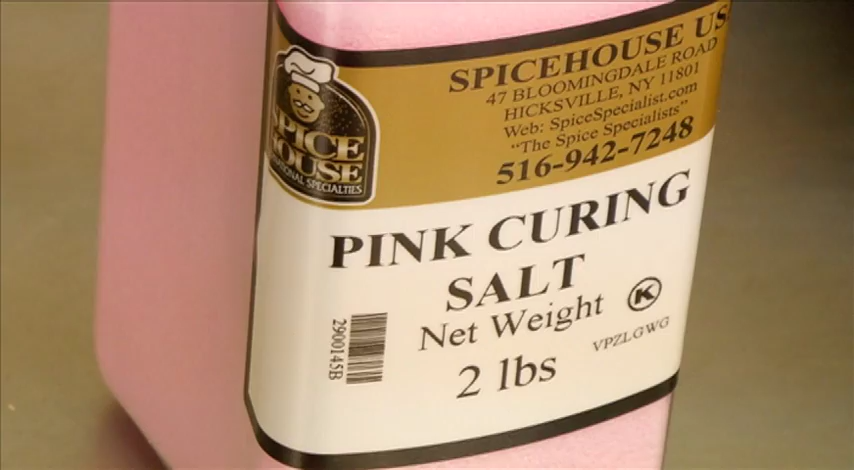 SPICEHOUSE US
47 BLOOMINGDALE ROAD
HICKSVILLE, NY 11801
Web: SpiceSpecialist.com
"The Spice Specialists"
516-942-7248
SPICE
HOUSE
SPECIALTIES
PINK CURING
SALT
Net Weight
2 lbs
K
VPZLGWG
2900145B